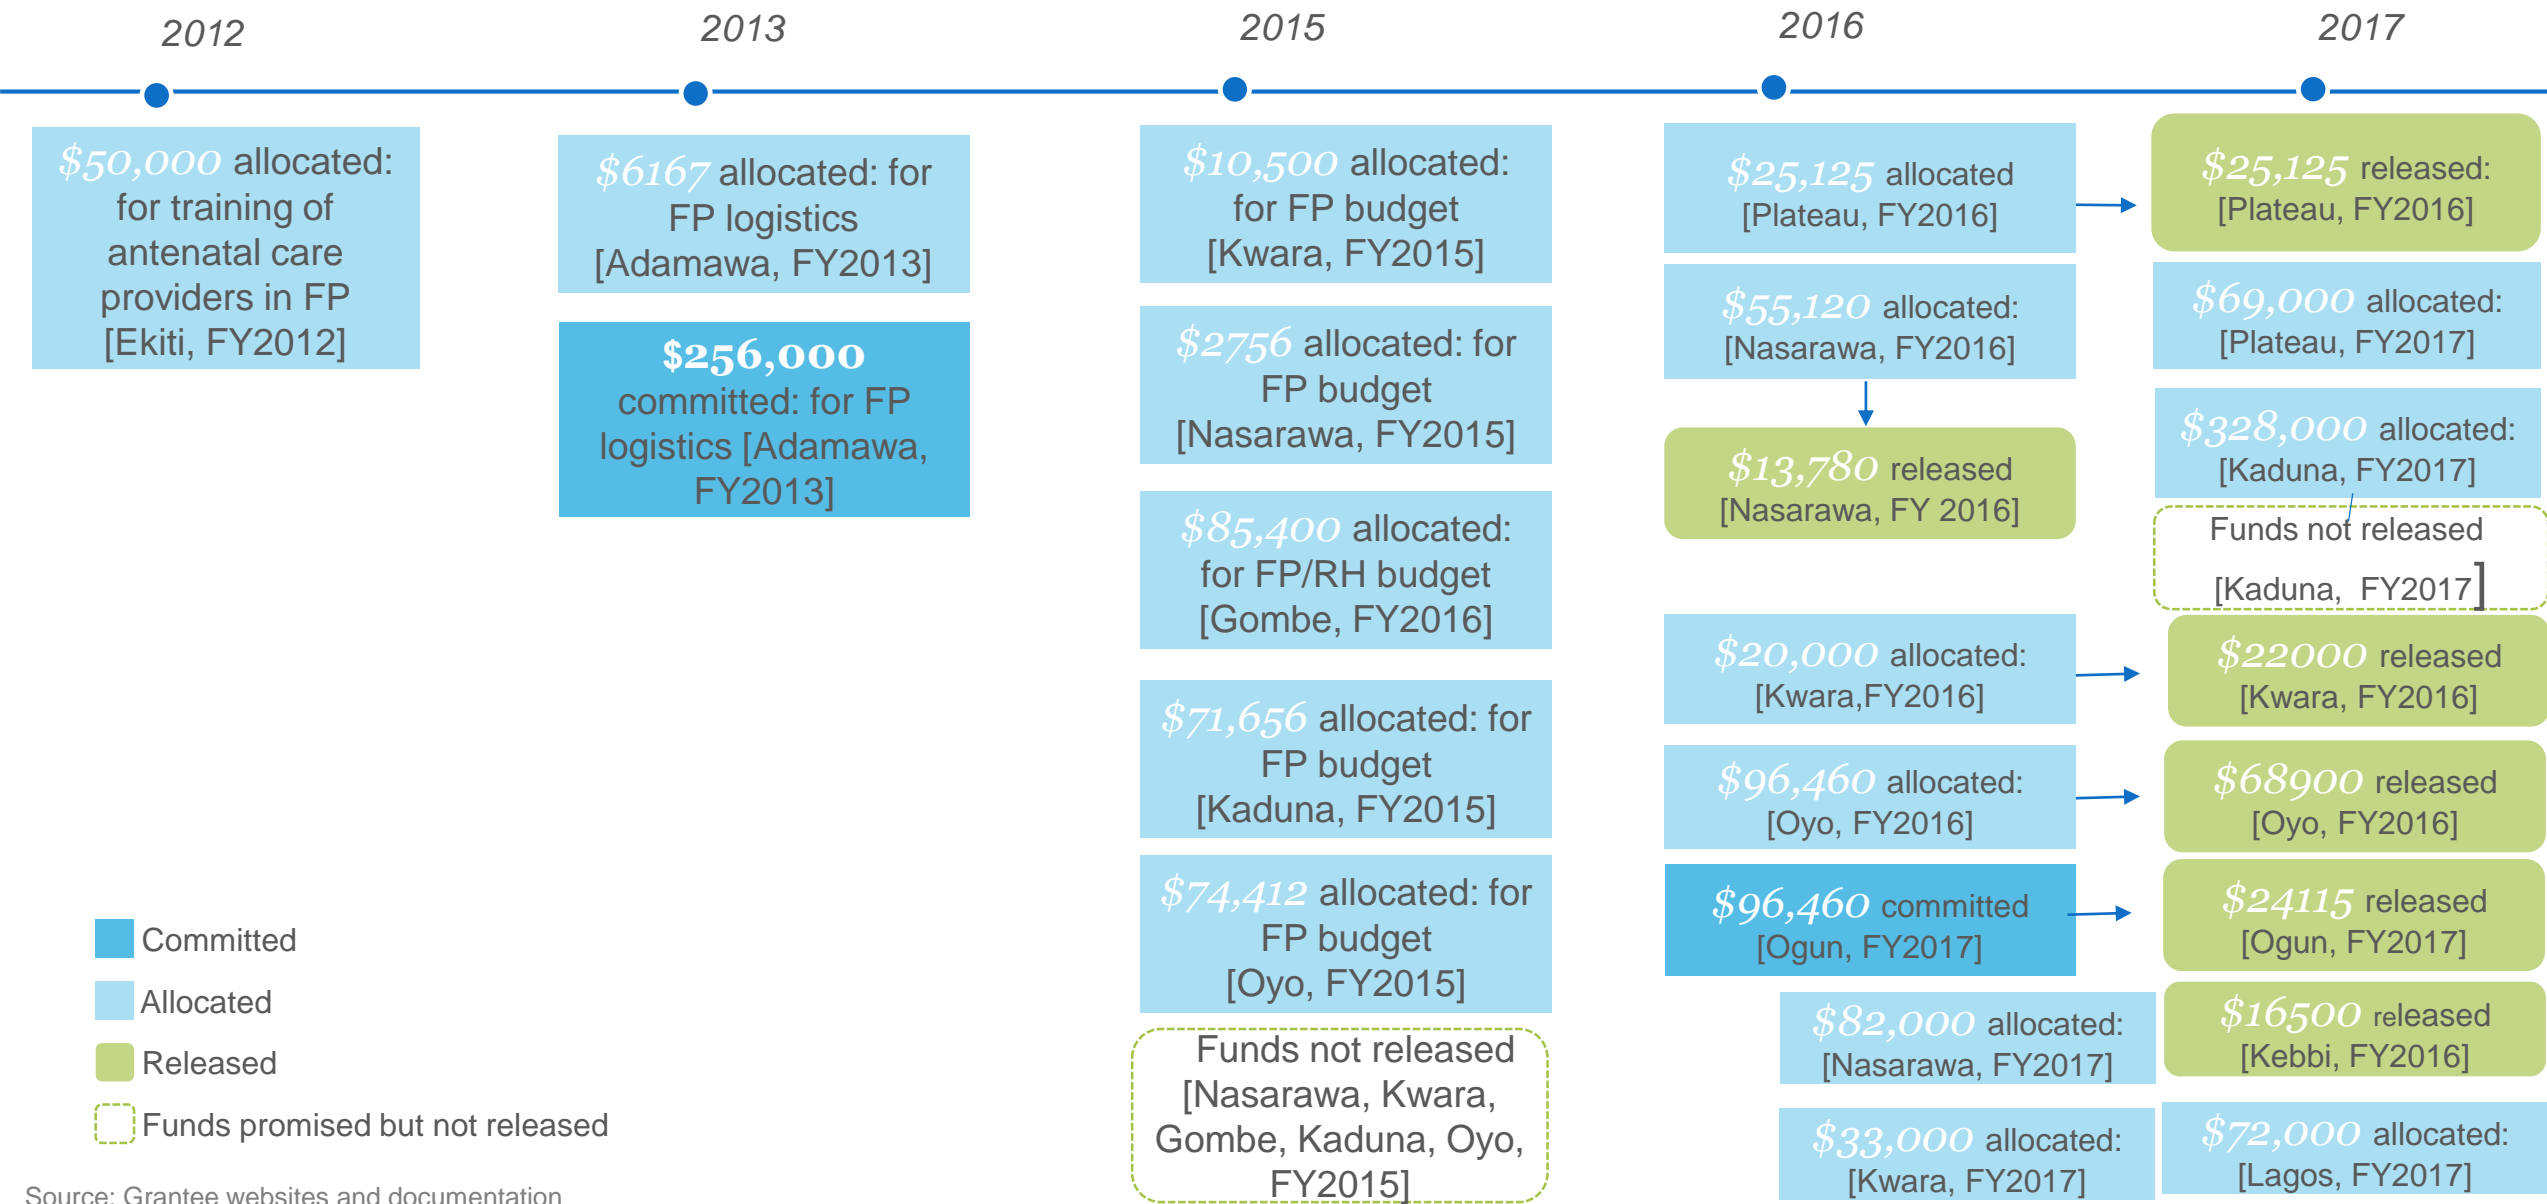 2012
2013
2015
2016
2017
$50,000 allocated:
for training of
antenatal care
providers in FP
[Ekiti, FY2012]
$6167 allocated: for
FP logistics
[Adamawa, FY2013]
$256,000
committed: for FP
logistics [Adamawa,
FY2013]
$10,500 allocated:
for FP budget
[Kwara, FY2015]
$2756 allocated: for
FP budget
[Nasarawa, FY2015]
$85,400 allocated:
for FP/RH budget
[Gombe, FY2016]
$71,656 allocated: for
FP budget
[Kaduna, FY2015]
$74,412 allocated: for
FP budget
[Oyo, FY2015]
Funds not released
[Nasarawa, Kwara,
Gombe, Kaduna, Oyo,
FY2015]
$25,125 allocated
[Plateau, FY2016]
$55,120 allocated:
[Nasarawa, FY2016]
$13,780 released
[Nasarawa, FY 2016]
$20,000 allocated:
[Kwara,FY2016]
$96,460 allocated:
[Oyo, FY2016]
$96,460 committed
[Ogun, FY2017]
$82,000 allocated:
[Nasarawa, FY2017]
$33,000 allocated:
[Kwara, FY2017]
$25,125 released:
[Plateau, FY2016]
$69,000 allocated:
[Plateau, FY2017]
$328,000 allocated:
[Kaduna, FY2017]
Funds not released
[Kaduna, FY2017]
$22000 released
[Kwara, FY2016]
$68900 released
[Oyo, FY2016]
$24115 released
[Ogun, FY2017]
$16500 released
[Kebbi, FY2016]
$72,000 allocated:
[Lagos, FY2017]
Committed
Allocated
Released
Funds promised but not released
Source: Grantee websites and documentation